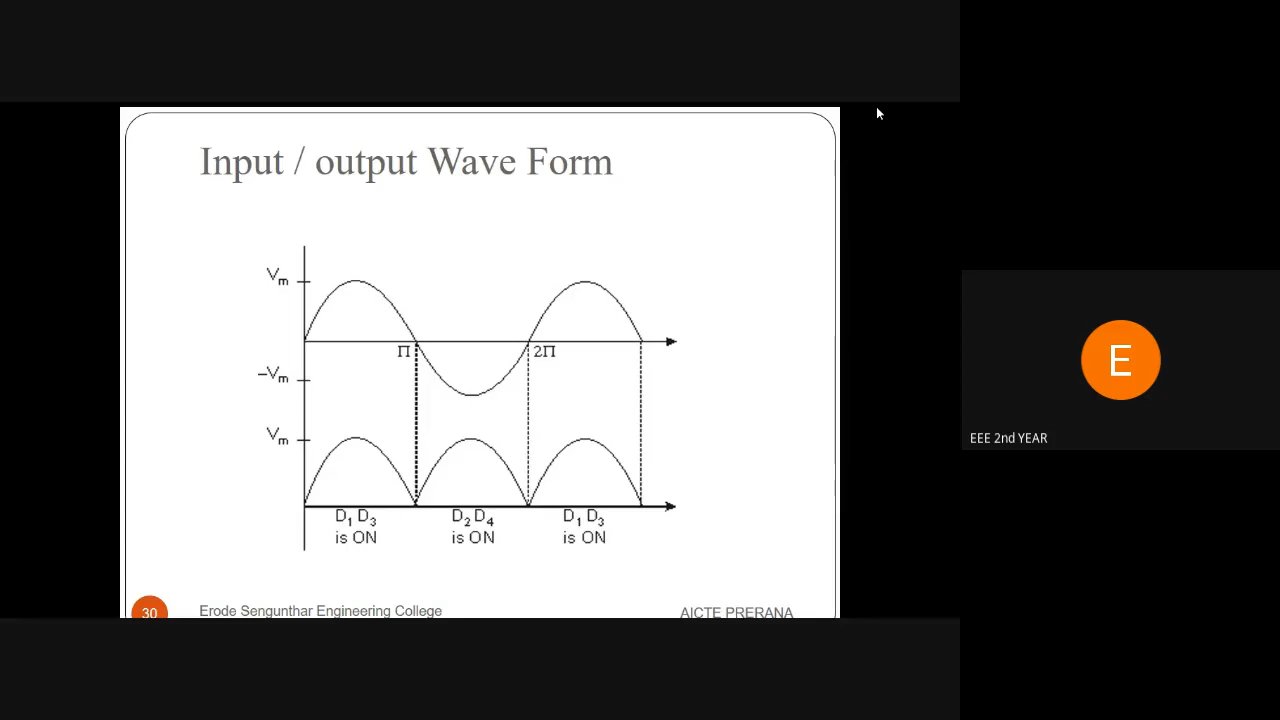 Input / output Wave Form
Vm
Π
2Π
–Vm
Vm
D1 D3
is ON
D2 D4
is ON
D1 D3
is ON
30
Erode Sengunthar Engineering College
AICTE PRERANA
E
EEE 2nd YEAR